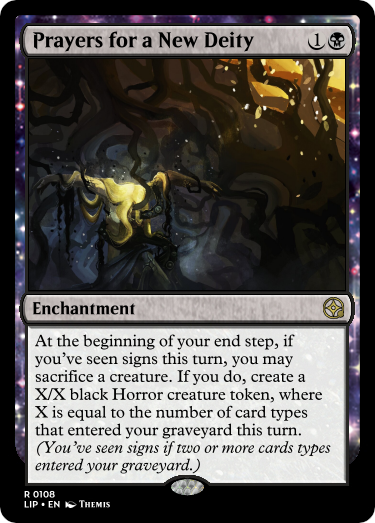 Prayers for a New Deity 1
Enchantment
At the beginning of your end step, if
you've seen signs this turn, you may
sacrifice a creature. If you do, create a
X/X black Horror creature token, where
X is equal to the number of card types
that entered your graveyard this turn.
(You've seen signs if two or more cards types
entered your graveyard.)
R 0108
LIP • EN Themis